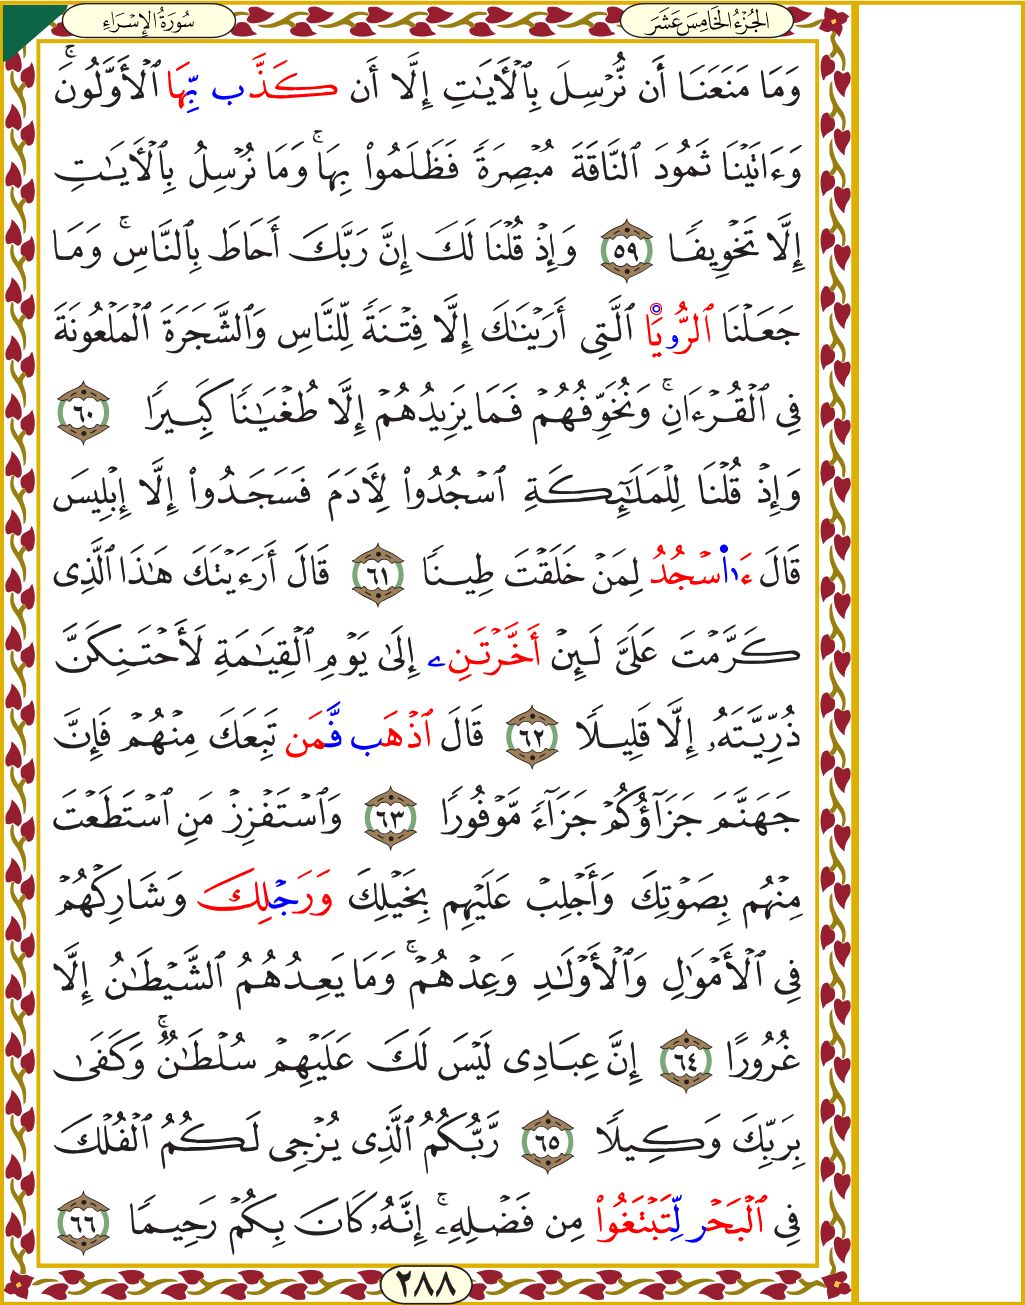 سُورَةُ الإِسْرَاءِ
الجُزْءُ الخَامِسَ عَشَرَ
وَمَا مَنَعَنَا أَن نُّرْسِلَ بِٱلْأَيَٰتِ إِلَّا أَن كَذَّب بِّهَا ٱلْأَوَّلُونَۚ
وَءَاتَيْنَا ثَمُودَ ٱلنَّاقَةَ مُبْصِرَةً فَظَلَمُوا۟ بِهَاۚ وَمَا نُرْسِلُ بِٱلْأَيَٰتِ
إِلَّا تَخْوِيفًا ٥٩ وَإِذْ قُلْنَا لَكَ إِنَّ رَبَّكَ أَحَاطَ بِٱلنَّاسِۚ وَمَا
جَعَلْنَا ٱلرُّويَا ٱلَّتِى أَرَيْنَٰكَ إِلَّا فِتْنَةً لِّلنَّاسِ وَٱلشَّجَرَةَ ٱلْمَلْعُونَةَ
فِى ٱلْقُرْءَانِۚ وَنُخَوِّفُهُمْ فَمَا يَزِيدُهُمْ إِلَّا طُغْيَٰنًا كَبِيرًا ٦٠
وَإِذْ قُلْنَا لِلْمَلَٰٓئِكَةِ ٱسْجُدُوا۟ لِأَدَمَ فَسَجَدُوا۟ إِلَّا إِبْلِيسَ
قَالَ ءَا۬سْجُدُ لِمَنْ خَلَقْتَ طِينًا ٦١ قَالَ أَرَءَيْتَكَ هَٰذَا ٱلَّذِى
كَرَّمْتَ عَلَىَّ لَئِنْ أَخَّرْتَنِۦ إِلَىٰ يَوْمِ ٱلْقِيَٰمَةِ لَأَحْتَنِكَنَّ
ذُرِّيَّتَهُۥ إِلَّا قَلِيلًا ٦٢ قَالَ ٱذْهَب فَّمَن تَبِعَكَ مِنْهُمْ فَإِنَّ
جَهَنَّمَ جَزَآؤُكُمْ جَزَآءً مَّوْفُورًا ٦٣ وَٱسْتَفْزِزْ مَنِ ٱسْتَطَعْتَ
مِنْهُم بِصَوْتِكَ وَأَجْلِبْ عَلَيْهِم بِخَيْلِكَ وَرَجْلِكَ وَشَارِكْهُمْ
فِى ٱلْأَمْوَٰلِ وَٱلْأَوْلَٰدِ وَعِدْهُمْۚ وَمَا يَعِدُهُمُ ٱلشَّيْطَٰنُ إِلَّا
غُرُورًا ٦٤ إِنَّ عِبَادِى لَيْسَ لَكَ عَلَيْهِمْ سُلْطَٰنٌۚ وَكَفَىٰ
بِرَبِّكَ وَكِيلًا ٦٥ رَّبُّكُمُ ٱلَّذِى يُزْجِى لَكُمُ ٱلْفُلْكَ
فِى ٱلْبَحْر لِّتَبْتَغُوا۟ مِن فَضْلِهِۦۚ إِنَّهُۥ كَانَ بِكُمْ رَحِيمًا ٦٦
٢٨٨